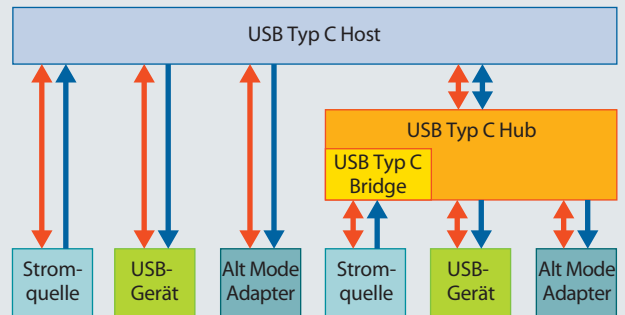 USB Typ C Host
USB Typ C Hub
USB Typ C
Bridge
Strom-
quelle
USB-
Gerät
Alt Mode
Adapter
Strom-
quelle
USB-
Gerät
Alt Mode
Adapter